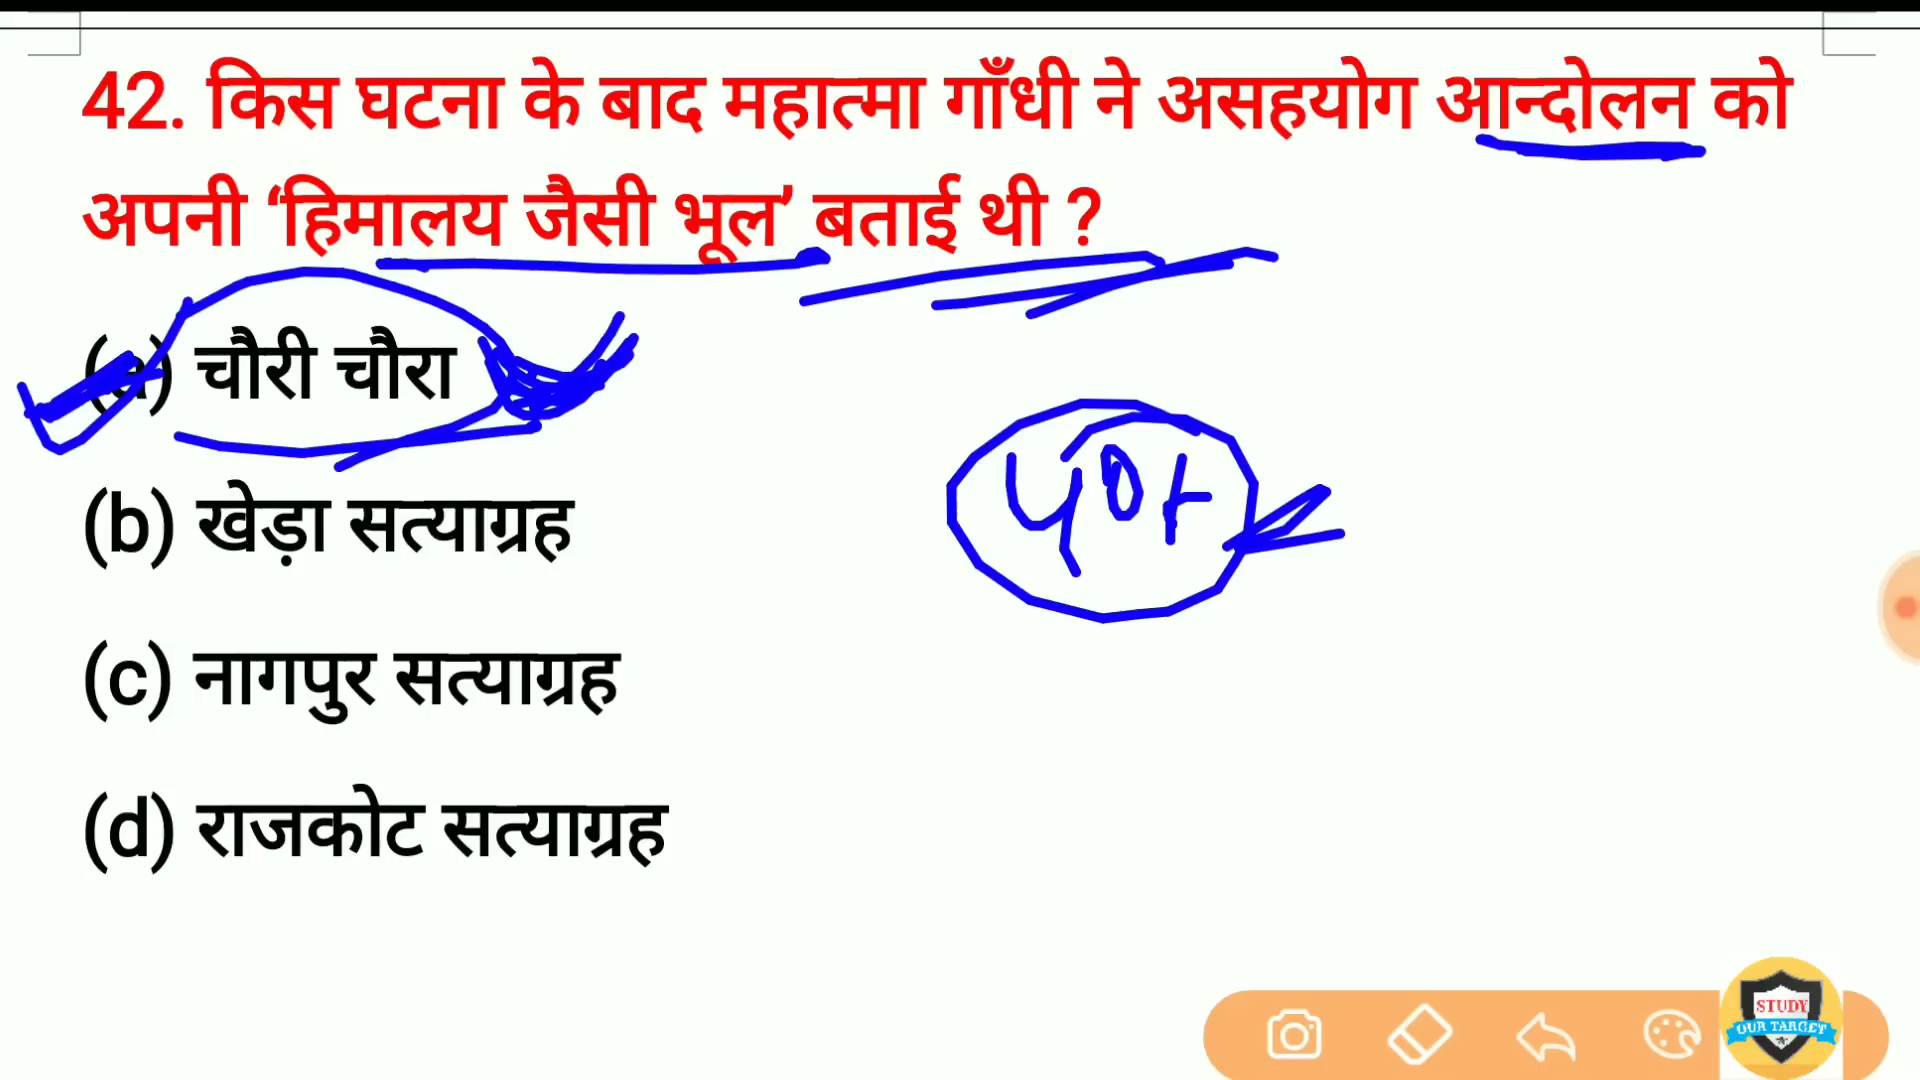 42. किस घटना के बाद महात्मा गाँधी ने असहयोग आन्दोलन को
अपनी ‘हिमालय जैसी भूल’ बताई थी ?
(a) चौरी चौरा
(b) खेड़ा सत्याग्रह
(c) नागपुर सत्याग्रह
(d) राजकोट सत्याग्रह
STUDY
OUR TARGET